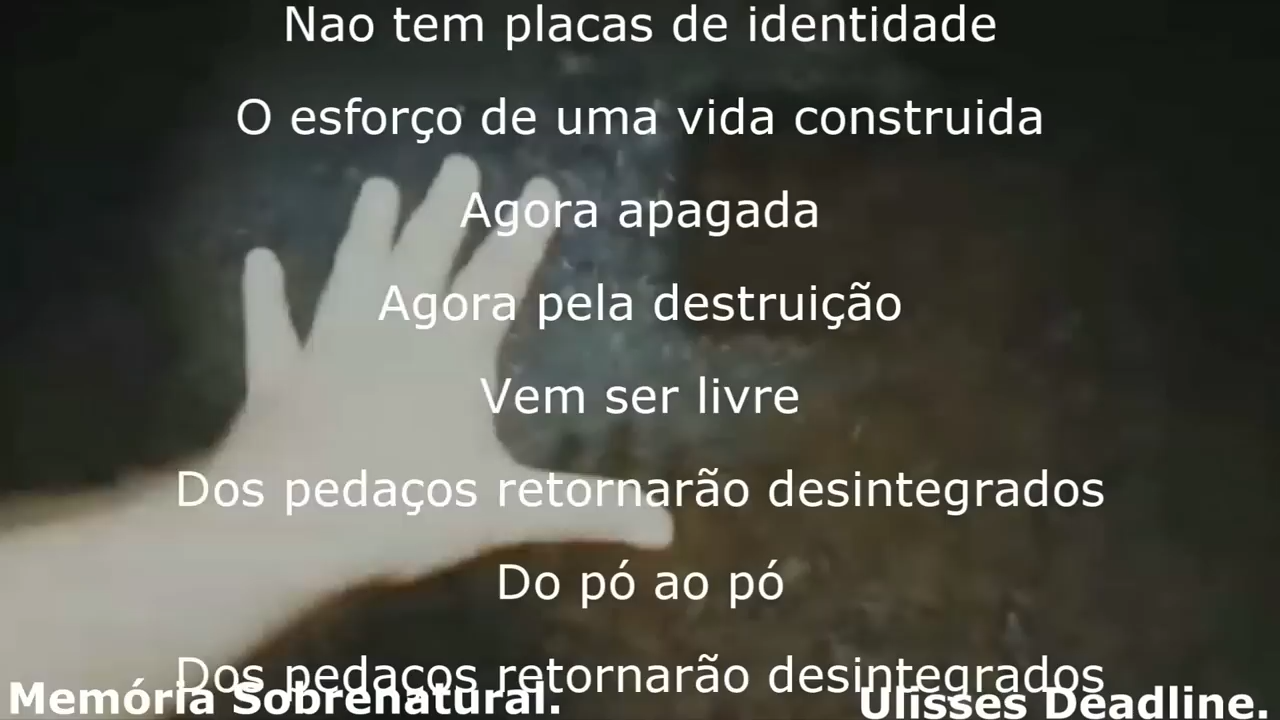 Nao tem placas de identidade
O esforço de uma vida construida
Agora apagada
Agora pela destruição
Vem ser livre
Dos pedaços retornarão desintegrados
Do pó ao pó
Dos pedaços retornarão desintegrados
Memória Sobrenatural.
Ulisses Deadline.